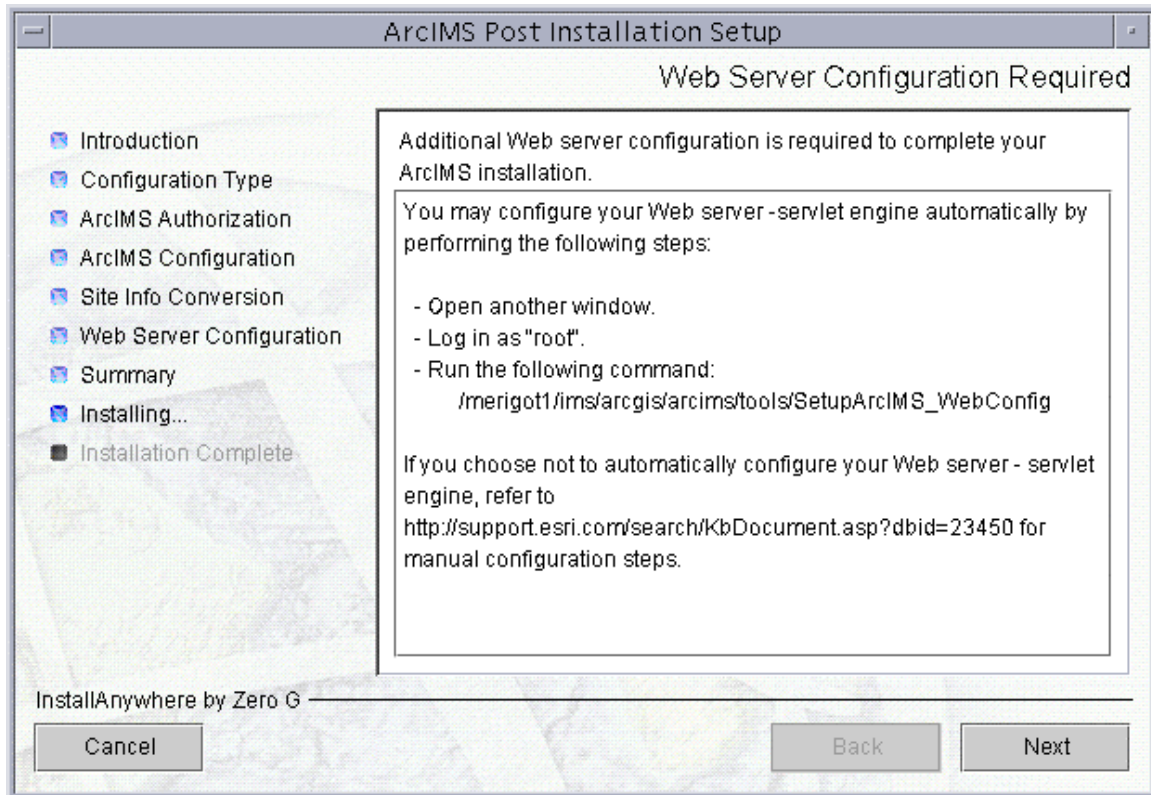 ArcIMS Post Installation Setup
Web Server Configuration Required
Introduction
Configuration Type
ArcIMS Authorization
ArcIMS Configuration
Site Info Conversion
Web Server Configuration
Summary
Installing...
Installation Complete
Additional Web server configuration is required to complete your
ArcIMS installation.
You may configure your Web server -servlet engine automatically by
performing the following steps:
- Open another window.
- Log in as "root".
- Run the following command:
/merigot1/ims/arcgis/arcims/tools/SetupArcIMS_WebConfig
If you choose not to automatically configure your Web server - servlet
engine, refer to
http://support.esri.com/search/KbDocument.asp?dbid=23450 for
manual configuration steps.
InstallAnywhere by Zero G
Cancel
Back
Next